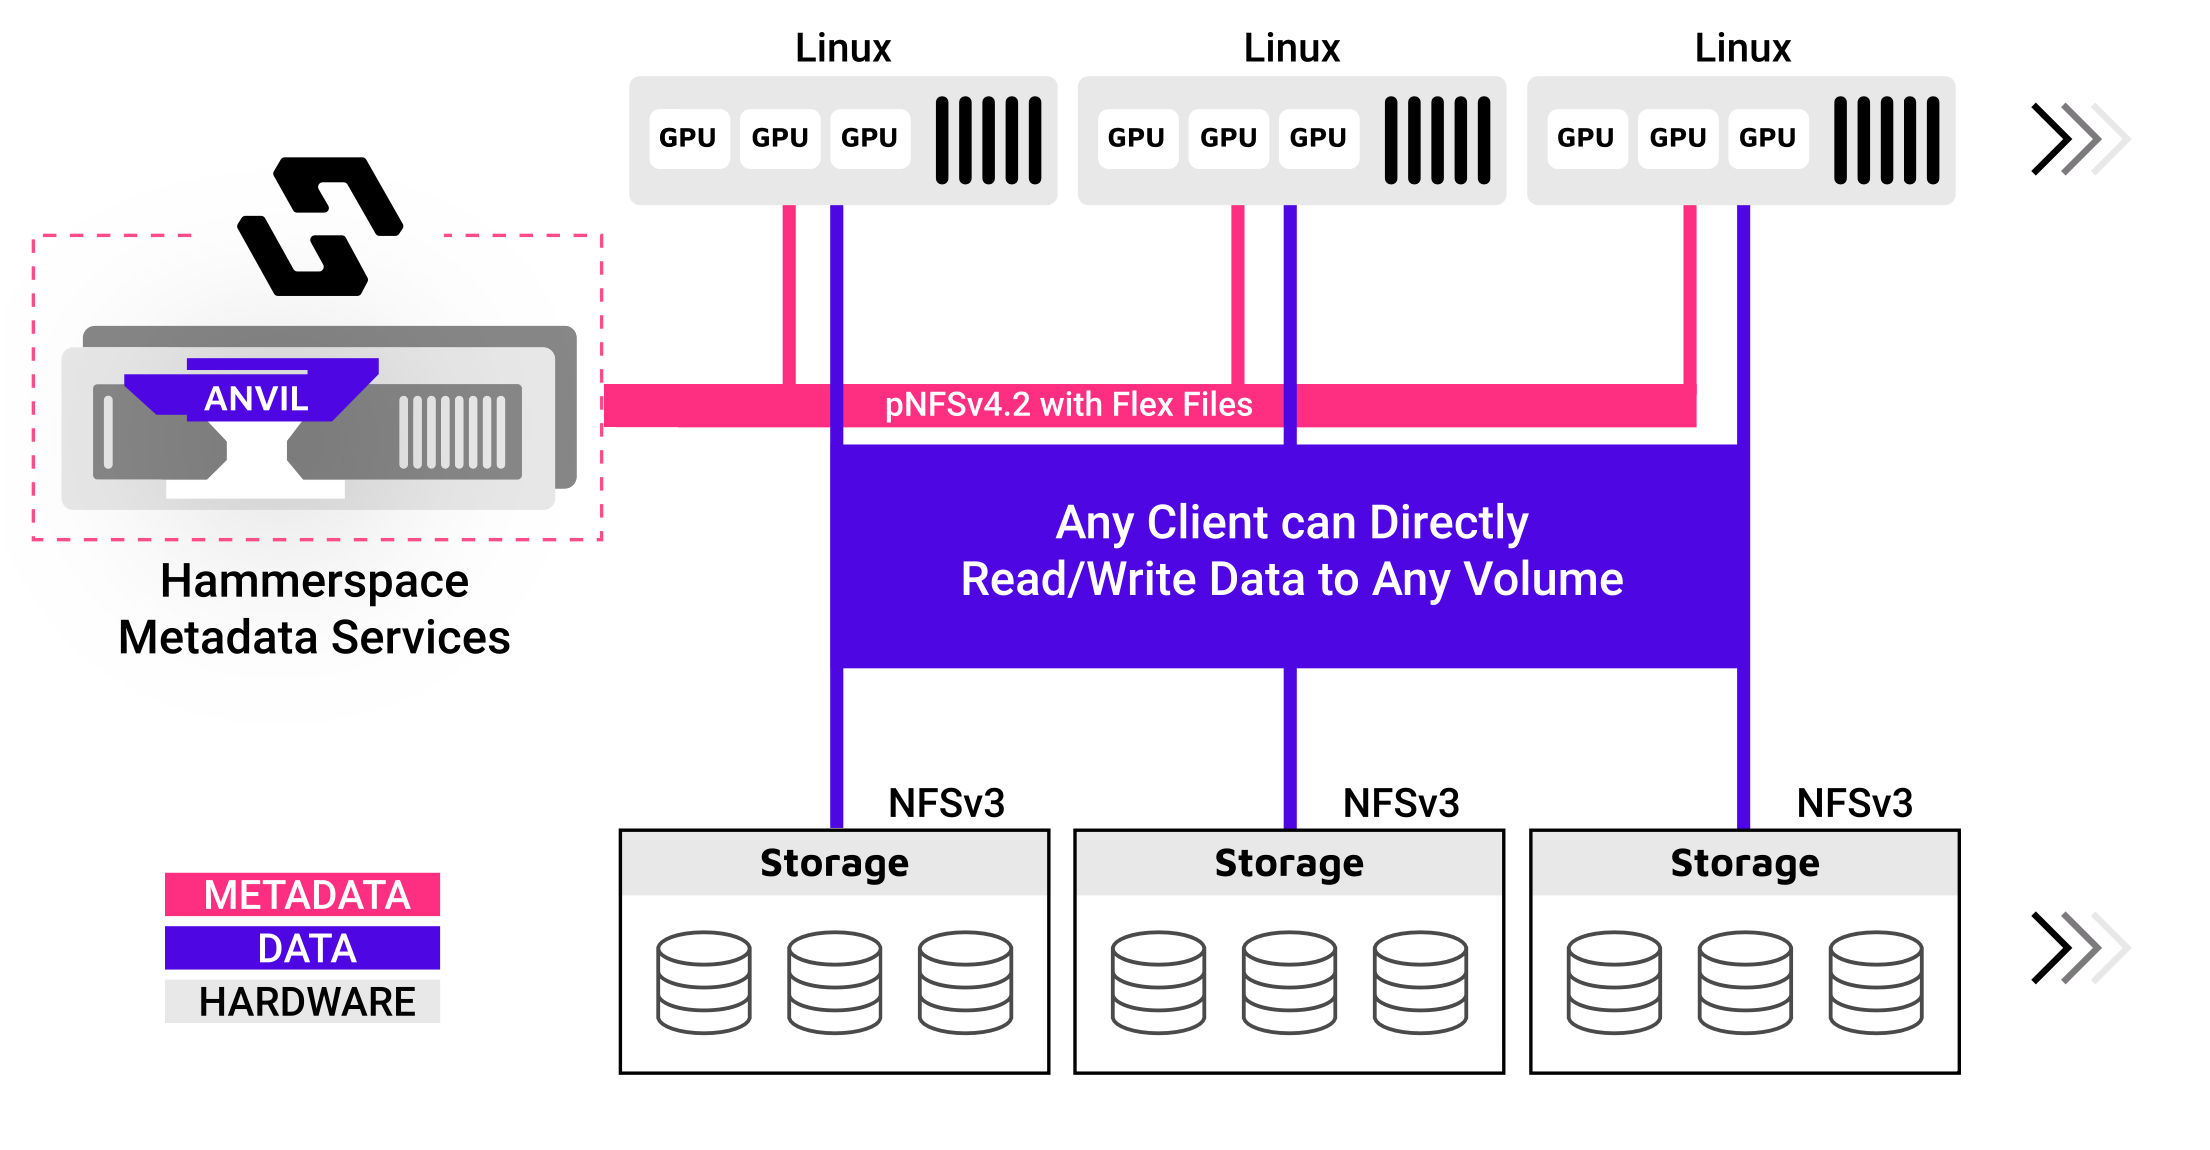 Linux
Linux
Linux
GPU GPU GPU
GPU GPU GPU
GPU GPU GPU
ANVIL
pNFSv4.2 with Flex Files
Any Client can Directly
Read/Write Data to Any Volume
Hammerspace
Metadata Services
NFSv3
NFSv3
NFSv3
Storage
Storage
Storage
METADATA
DATA
HARDWARE